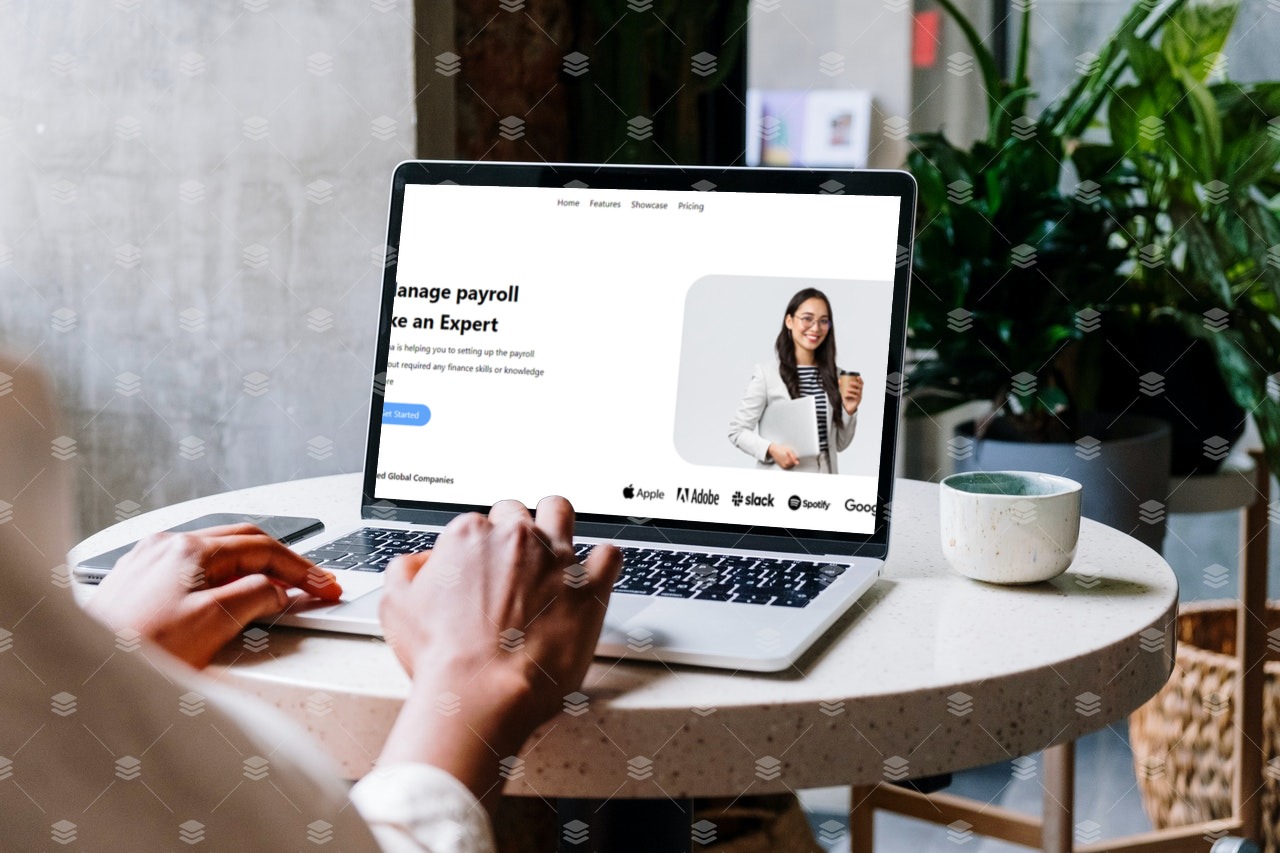 Home Features Showcase Pricing
anage payroll
ke an Expert
is helping you to setting up the payroll
out required any finance skills or knowledge
re
Get Started
ed Global Companies
Apple Adobe slack Spotify Goog